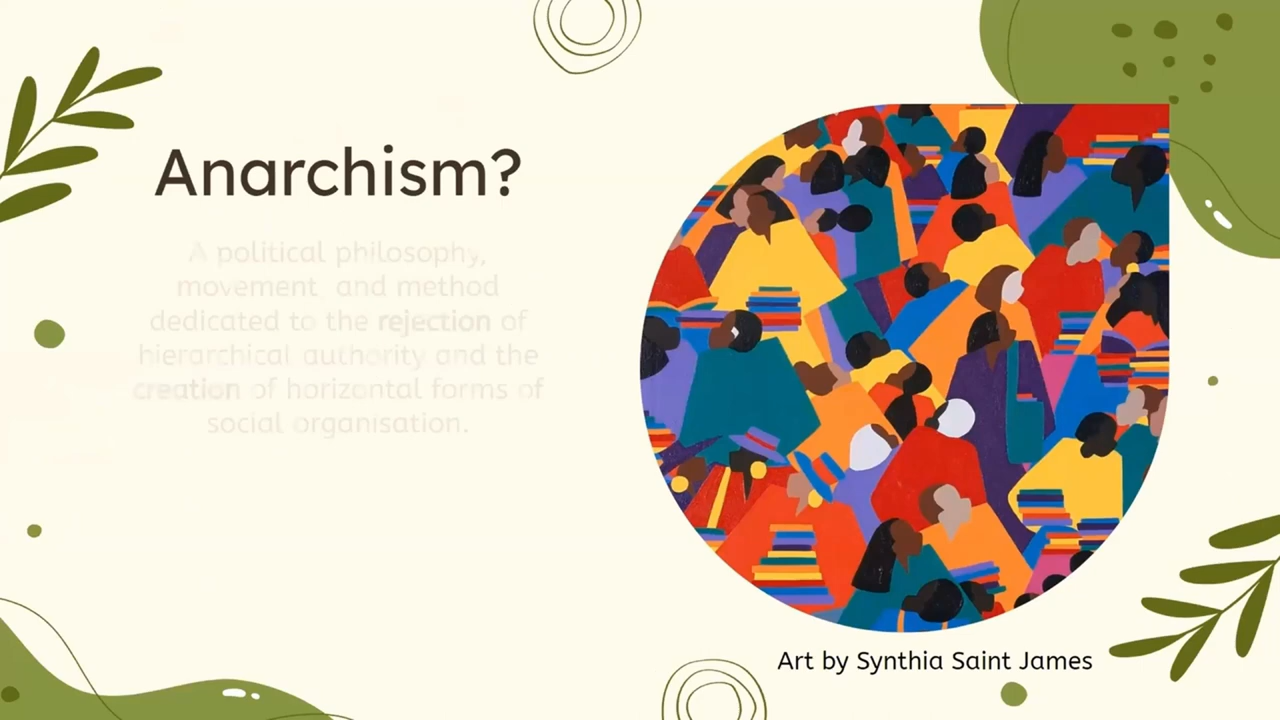 Anarchism?
A political philosophy,
movement, and method
dedicated to the rejection of
hierarchical authority and the
creation of horizontal forms of
social organisation.
Art by Synthia Saint James